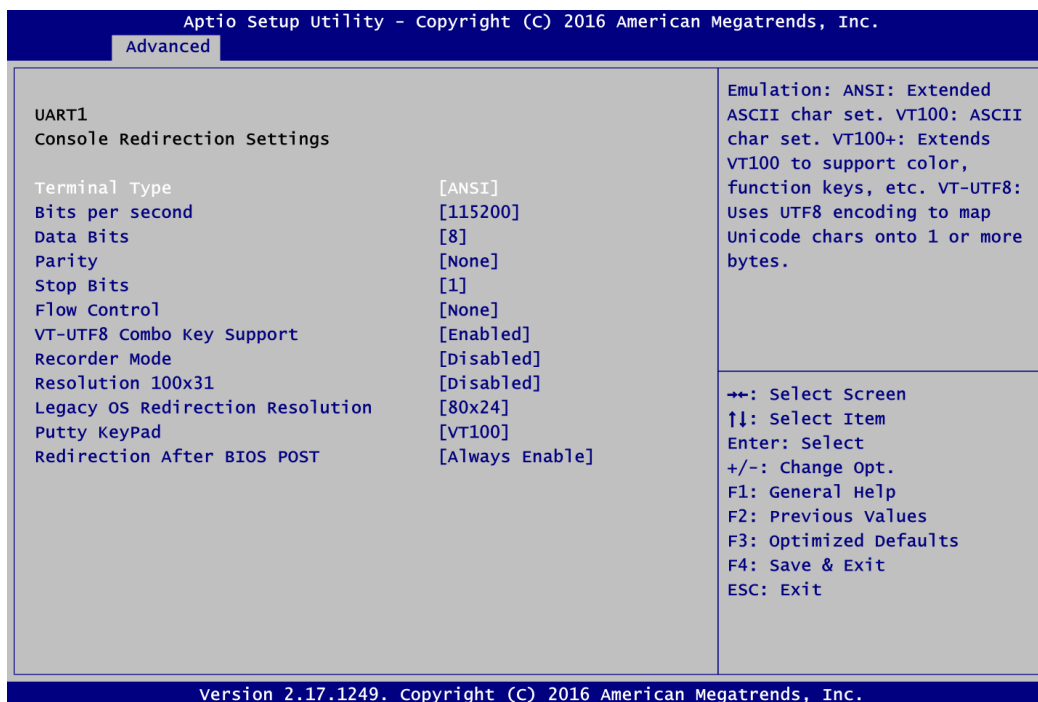 Aptio Setup Utility - Copyright (C) 2016 American Megatrends, Inc.
Advanced
UART1
Console Redirection Settings
Terminal Type [ANSI]
Bits per second [115200]
Data Bits [8]
Parity [None]
Stop Bits [1]
Flow Control [None]
VT-UTF8 Combo Key Support [Enabled]
Recorder Mode [Disabled]
Resolution 100x31 [Disabled]
Legacy OS Redirection Resolution [80x24]
Putty KeyPad [VT100]
Redirection After BIOS POST [Always Enable]
Emulation: ANSI: Extended
ASCII char set. VT100: ASCII
char set. VT100+: Extends
VT100 to support color,
function keys, etc. VT-UTF8:
Uses UTF8 encoding to map
Unicode chars onto 1 or more
bytes.
→←: Select Screen
↑↓: Select Item
Enter: Select
+/-: Change Opt.
F1: General Help
F2: Previous Values
F3: Optimized Defaults
F4: Save & Exit
ESC: Exit
Version 2.17.1249. Copyright (C) 2016 American Megatrends, Inc.